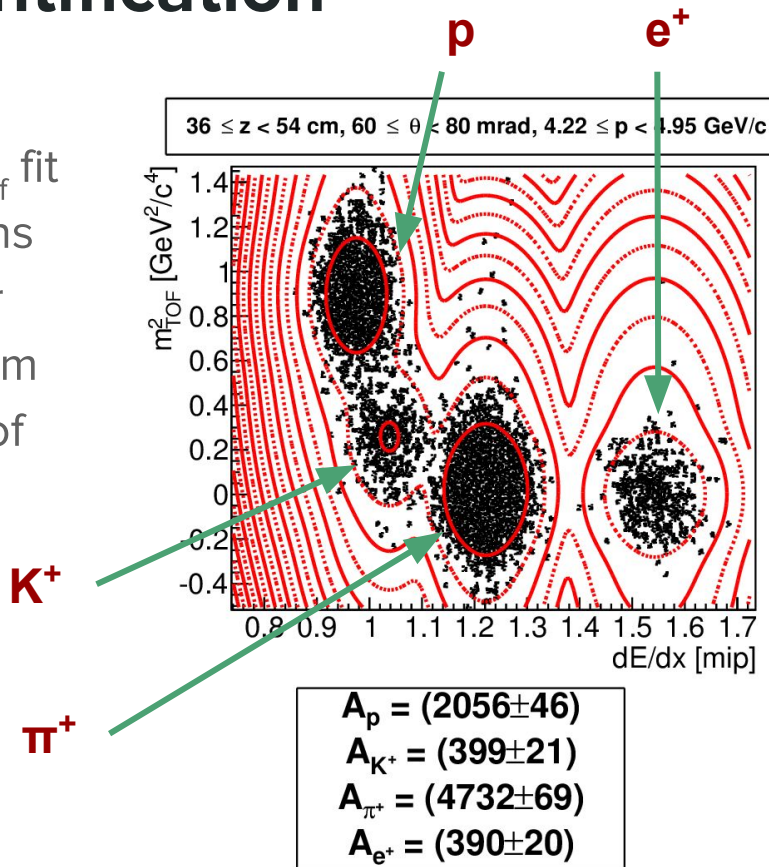 p e⁺
36 ≤ z < 54 cm, 60 ≤ θ < 80 mrad, 4.22 ≤ p < 4.95 GeV/c
fit
m²TOF [GeV²/c⁴]
1.4
1.2
1
0.8
0.6
0.4
0.2
0
-0.2
-0.4
of
K⁺
0.8 0.9 1 1.1 1.2 1.3 1.4 1.5 1.6 1.7
dE/dx [mip]
π⁺
Ap = (2056±46)
AK⁺ = (399±21)
Aπ⁺ = (4732±69)
Ae⁺ = (390±20)